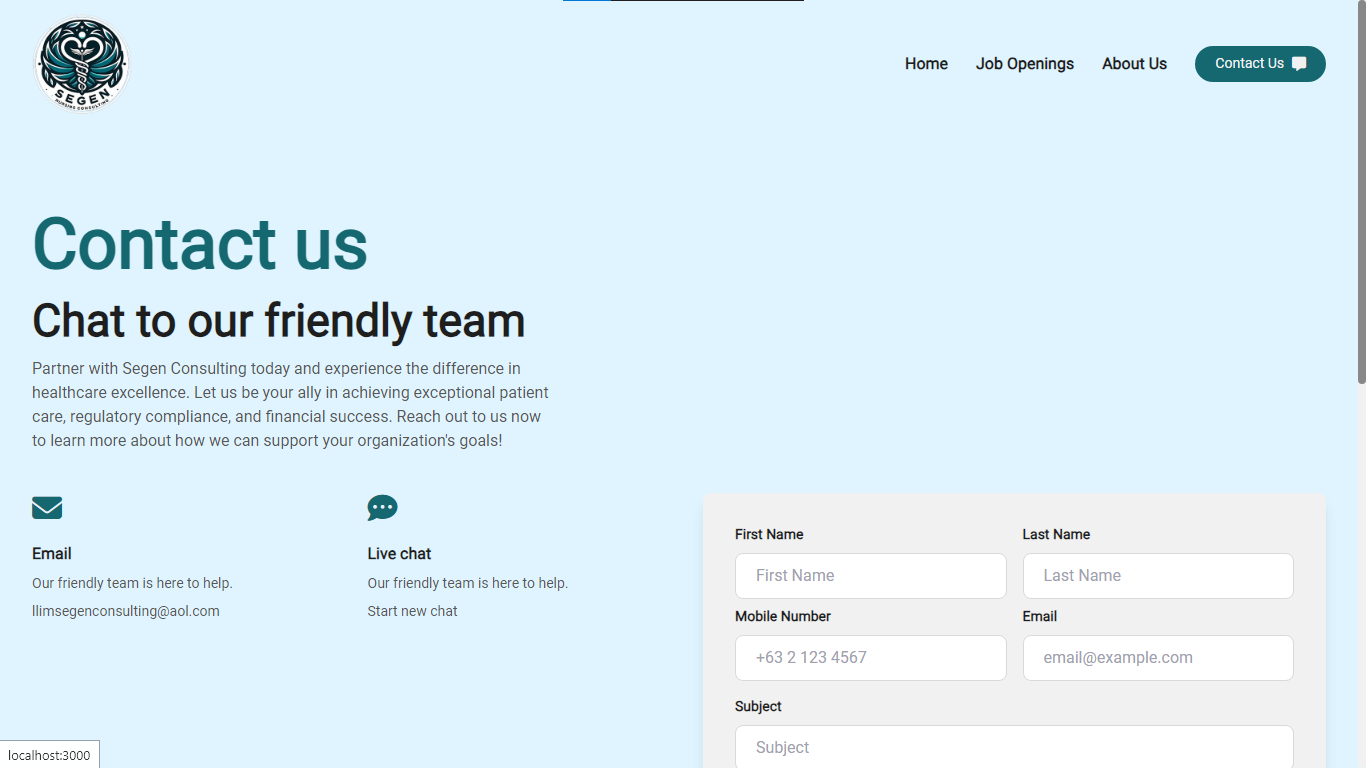 SEGEN
NURSING CONSULTING
Home
Job Openings
About Us
Contact Us
Contact us
Chat to our friendly team
Partner with Segen Consulting today and experience the difference in
healthcare excellence. Let us be your ally in achieving exceptional patient
care, regulatory compliance, and financial success. Reach out to us now
to learn more about how we can support your organization's goals!
Email
Our friendly team is here to help.
llimsegenconsulting@aol.com
Live chat
Our friendly team is here to help.
Start new chat
First Name
Last Name
First Name
Last Name
Mobile Number
Email
+63 2 123 4567
email@example.com
Subject
Subject
localhost:3000